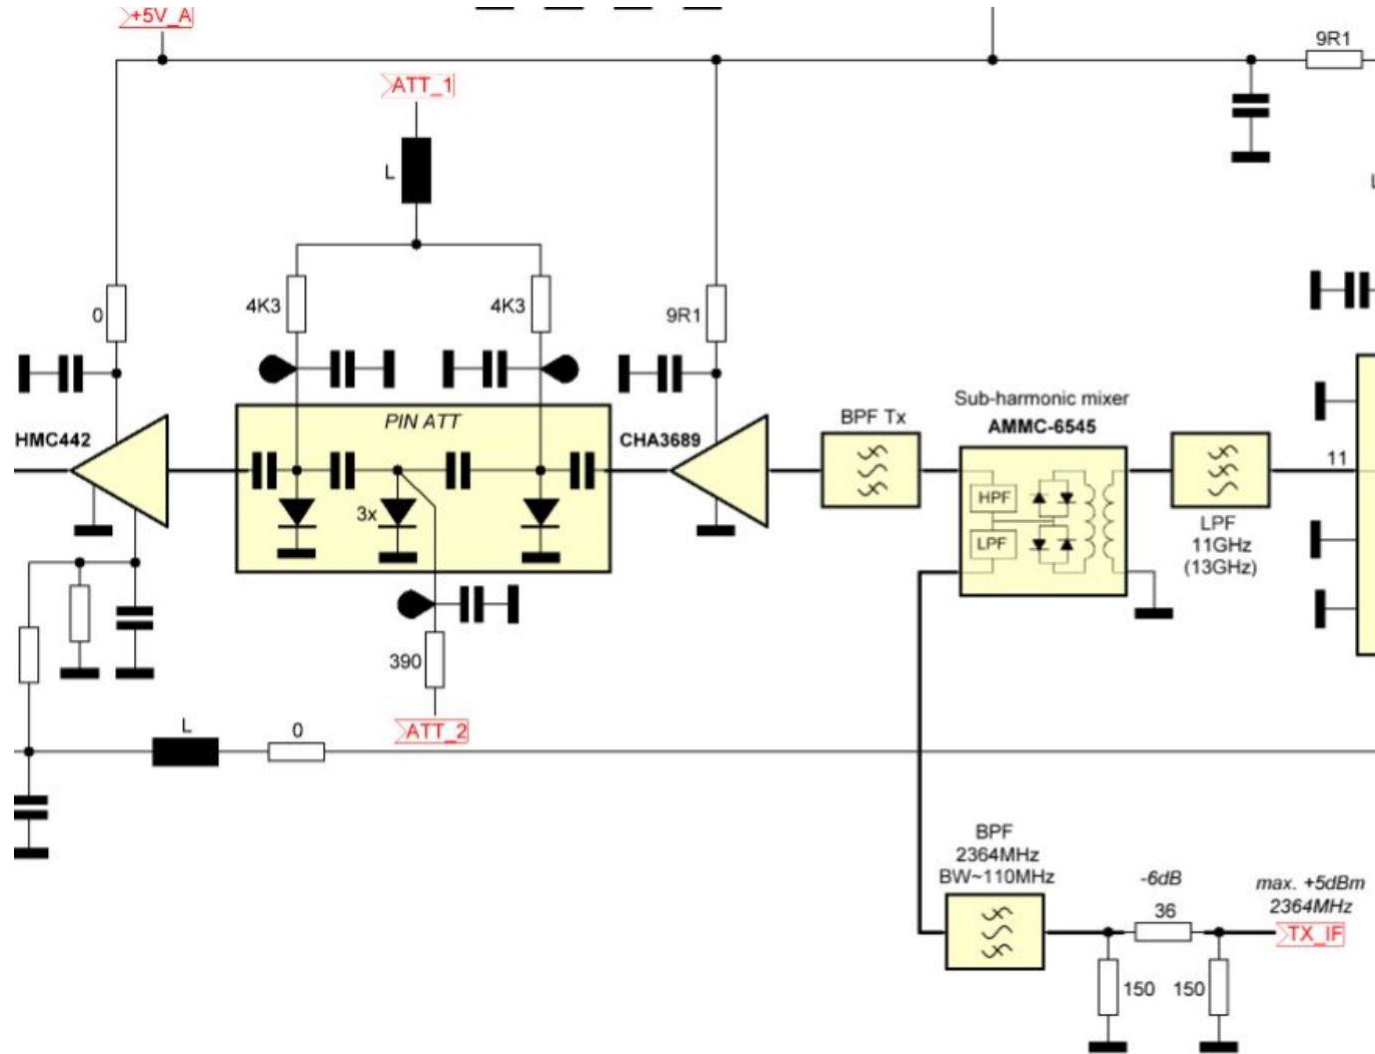 +5V_A
9R1
ATT_1
L
L
0
4K3
4K3
9R1
HMC442
PIN ATT
CHA3689
BPF Tx
Sub-harmonic mixer
AMMC-6545
HPF
LPF
LPF
11GHz
(13GHz)
11
3x
390
ATT_2
L
0
BPF
2364MHz
BW~110MHz
-6dB
36
max. +5dBm
2364MHz
TX_IF
150
150